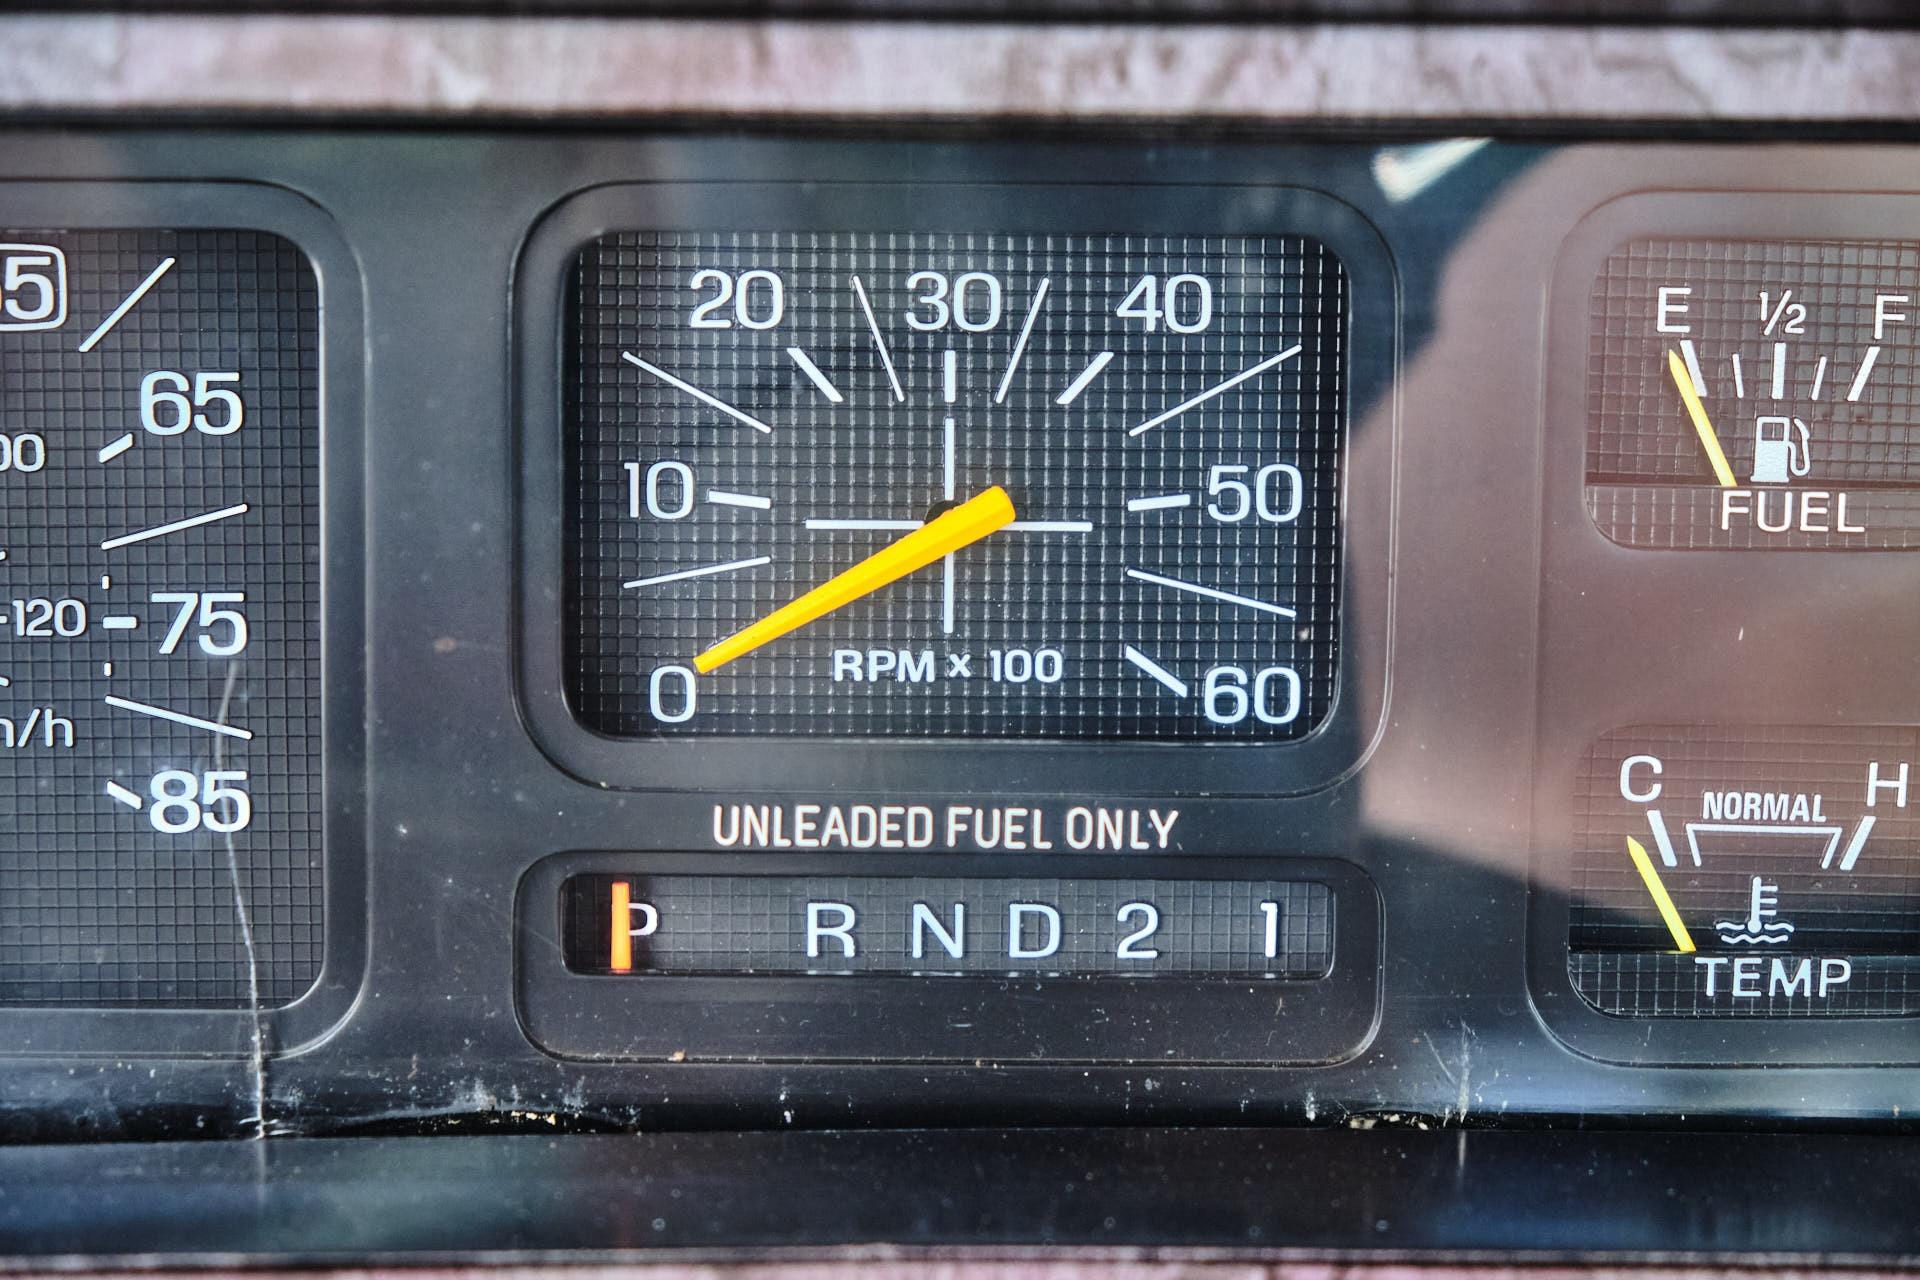 55
65
75
85
120
20 30 40
10 50
0 RPM x 100 60
UNLEADED FUEL ONLY
P R N D 2 1
E 1/2 F
FUEL
C NORMAL H
TEMP